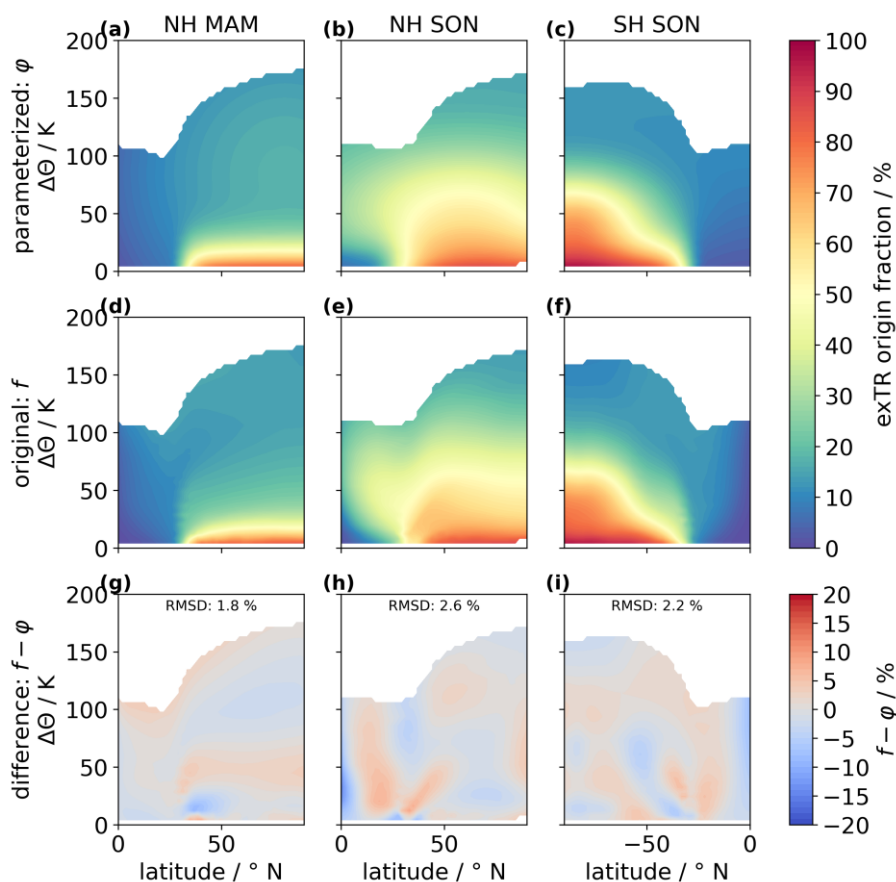 (a) NH MAM
(b) NH SON
(c) SH SON
parameterized: φ
ΔΘ / K
200
150
100
50
0
original: f
ΔΘ / K
(d)
(e)
(f)
200
150
100
50
0
100
90
80
70
60
50
40
30
20
10
0
exTR origin fraction / %
difference: f − φ
ΔΘ / K
(g)
RMSD: 1.8 %
(h)
RMSD: 2.6 %
(i)
RMSD: 2.2 %
200
150
100
50
0
0 50
0 50
−50 0
latitude / ° N
latitude / ° N
latitude / ° N
20
15
10
5
0
−5
−10
−15
−20
f − φ / %